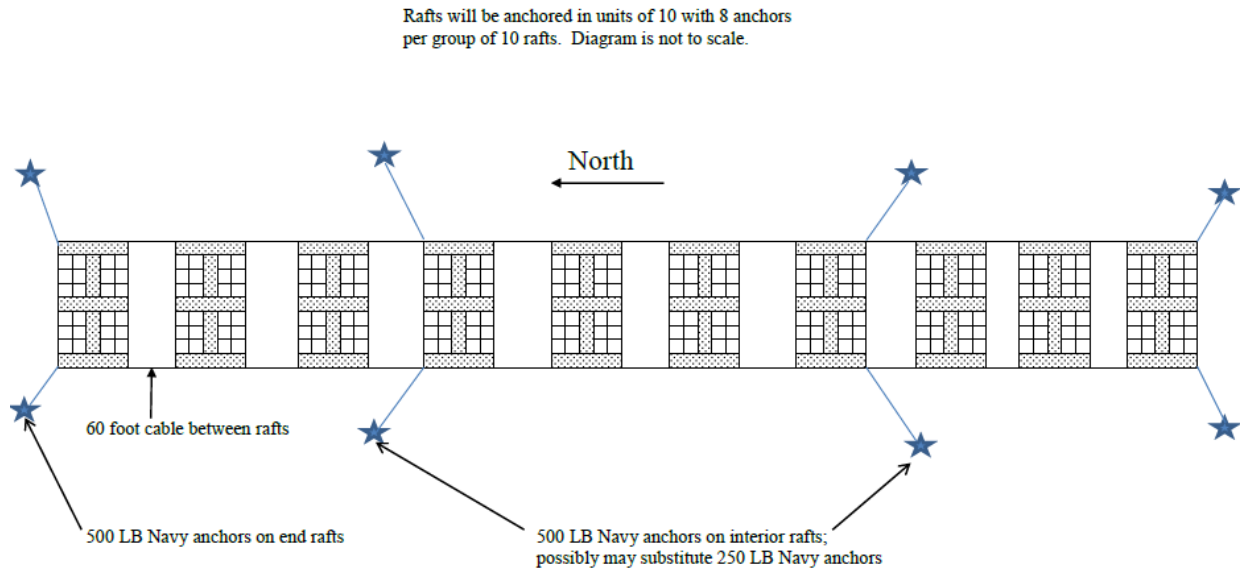 Rafts will be anchored in units of 10 with 8 anchors
per group of 10 rafts.  Diagram is not to scale.
North
60 foot cable between rafts
500 LB Navy anchors on end rafts
500 LB Navy anchors on interior rafts;
possibly may substitute 250 LB Navy anchors